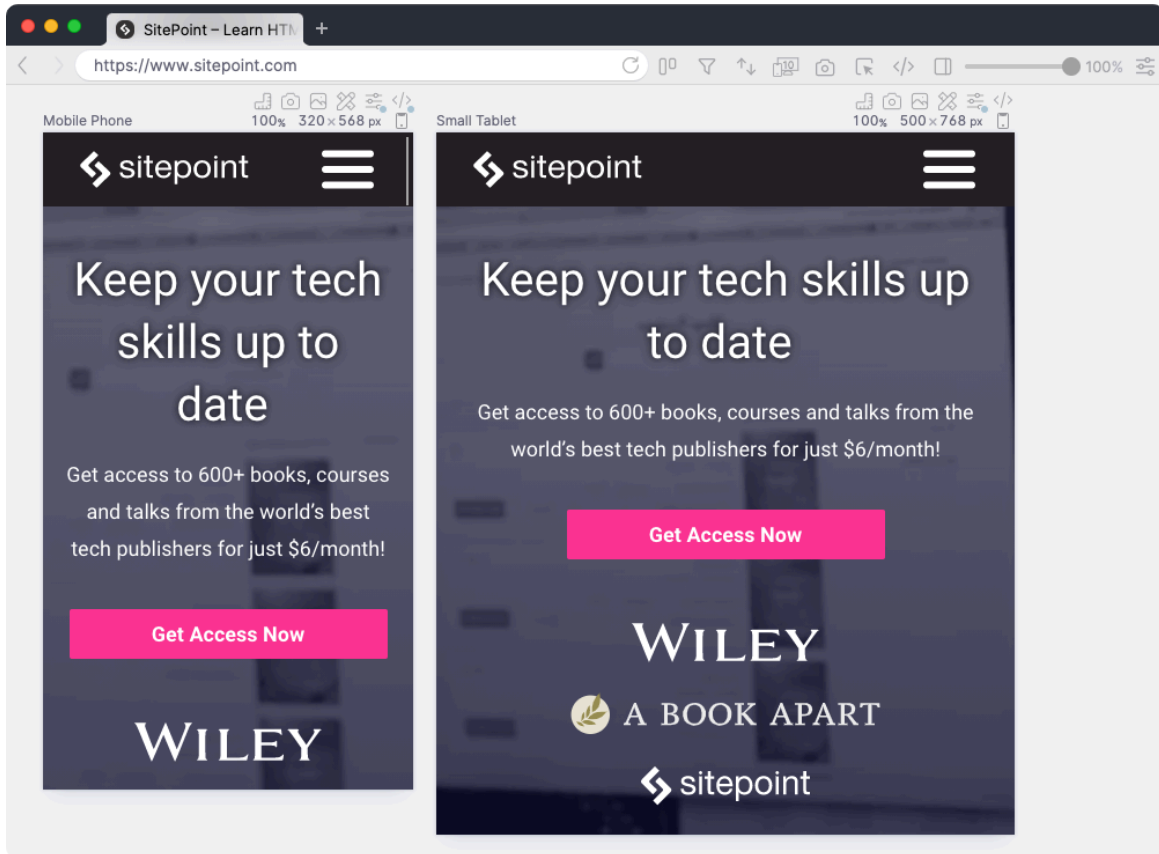 SitePoint – Learn HTM
https://www.sitepoint.com
10
100%
Mobile Phone
100% 320 × 568 px
sitepoint
Keep your tech
skills up to
date
Get access to 600+ books, courses
and talks from the world's best
tech publishers for just $6/month!
Get Access Now
WILEY
Small Tablet
100% 500 × 768 px
sitepoint
Keep your tech skills up
to date
Get access to 600+ books, courses and talks from the
world's best tech publishers for just $6/month!
Get Access Now
WILEY
A BOOK APART
sitepoint